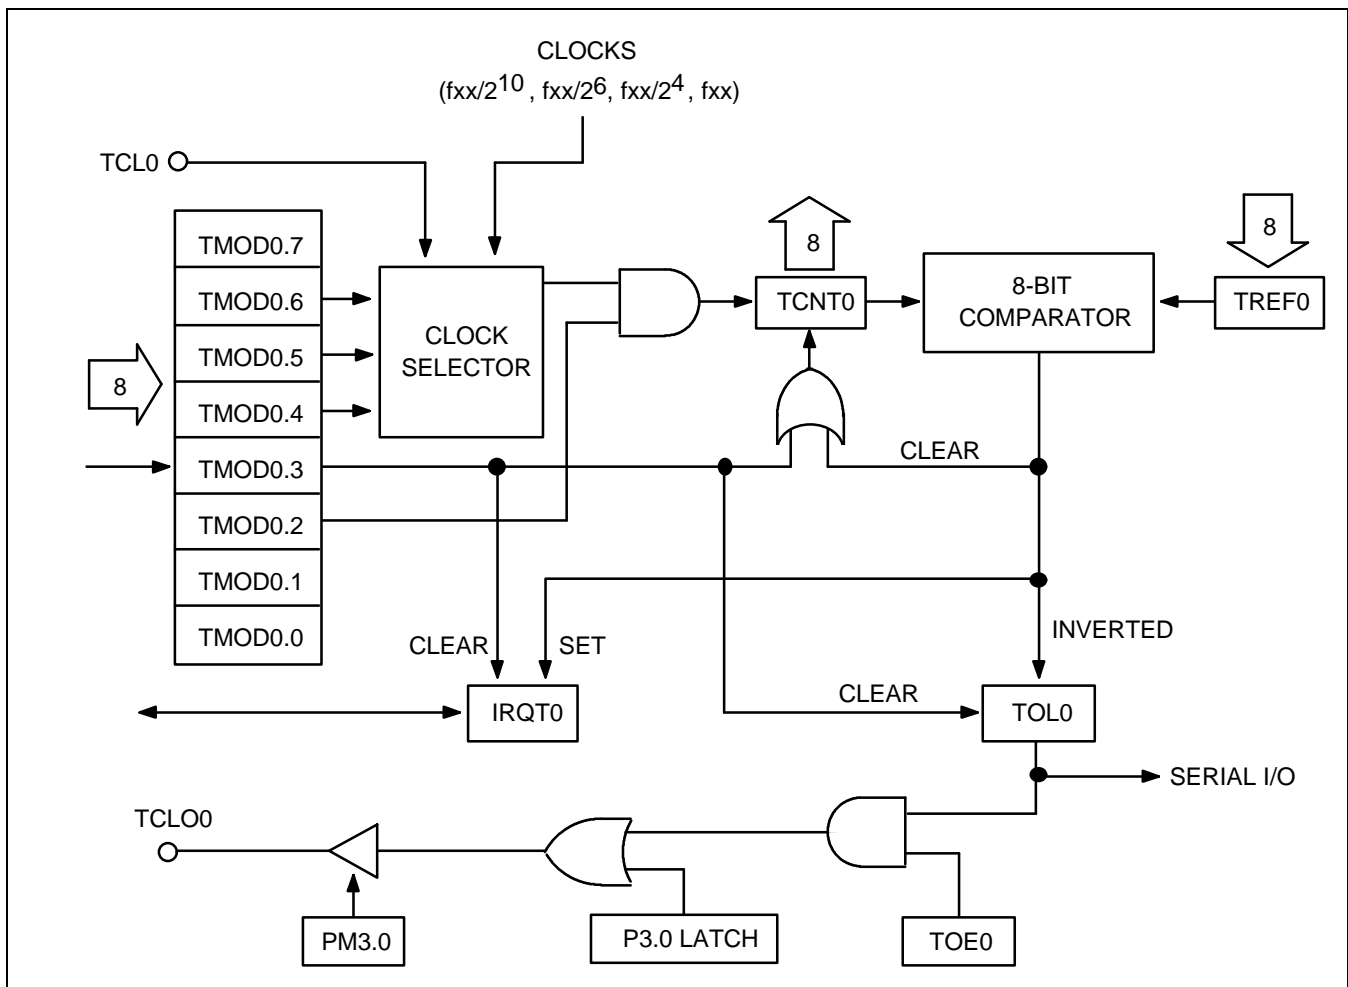 CLOCKS
(fxx/2^10 , fxx/2^6, fxx/2^4 , fxx)
TCL0
TMOD0.7
TMOD0.6
TMOD0.5
TMOD0.4
TMOD0.3
TMOD0.2
TMOD0.1
TMOD0.0
8
CLOCK
SELECTOR
8
TCNT0
8-BIT
COMPARATOR
8
TREF0
CLEAR
CLEAR
SET
INVERTED
IRQT0
CLEAR
TOL0
SERIAL I/O
TCLO0
PM3.0
P3.0 LATCH
TOE0